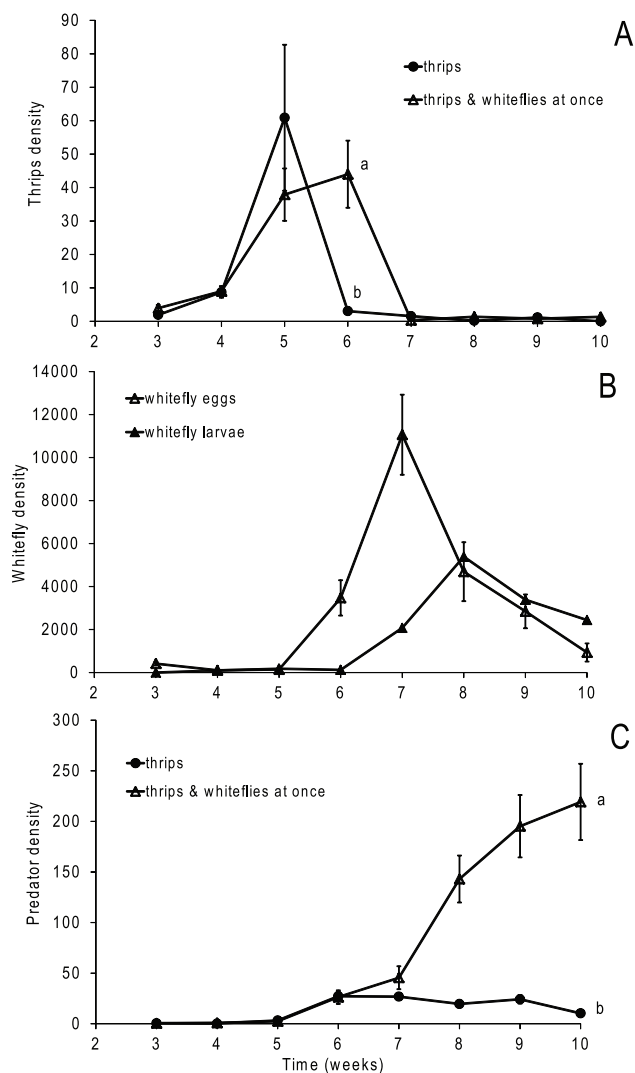 A
90
80
70
60
50
40
30
20
10
0
Thrips density
thrips
thrips & whiteflies at once
a
b
2 3 4 5 6 7 8 9 10
B
14000
12000
10000
8000
6000
4000
2000
0
Whitefly density
whitefly eggs
whitefly larvae
2 3 4 5 6 7 8 9 10
C
300
250
200
150
100
50
0
Predator density
thrips
thrips & whiteflies at once
a
b
2 3 4 5 6 7 8 9 10
Time (weeks)